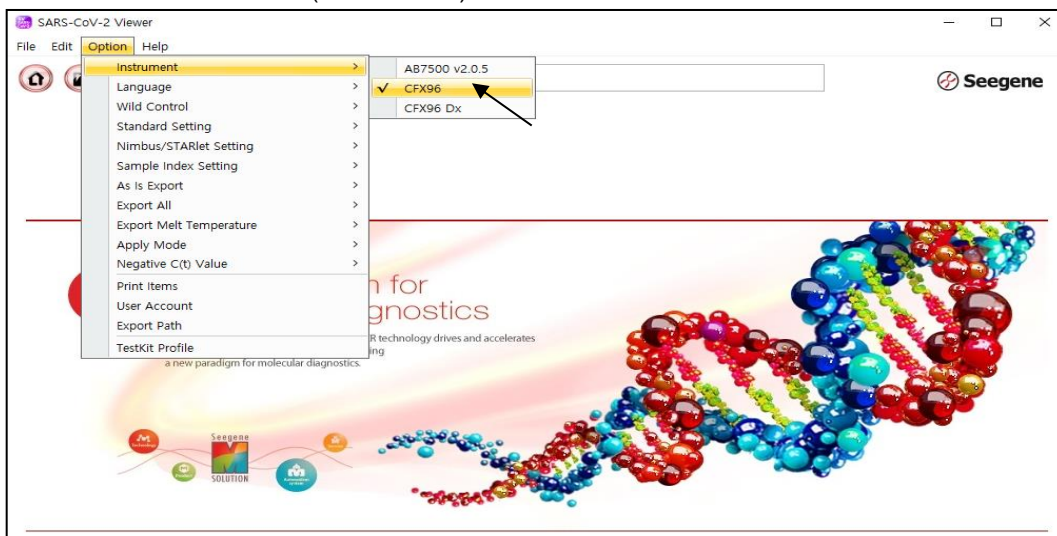 SARS-CoV-2 Viewer
File Edit Option Help
Instrument
Language
Wild Control
Standard Setting
Nimbus/STARlet Setting
Sample Index Setting
As Is Export
Export All
Export Melt Temperature
Apply Mode
Negative C(t) Value
Print Items
User Account
Export Path
TestKit Profile
AB7500 v2.0.5
CFX96
CFX96 Dx
Seegene
for
gnostics
R technology drives and accelerates
ing
a new paradigm for molecular diagnostics.
Seegene
SOLUTION